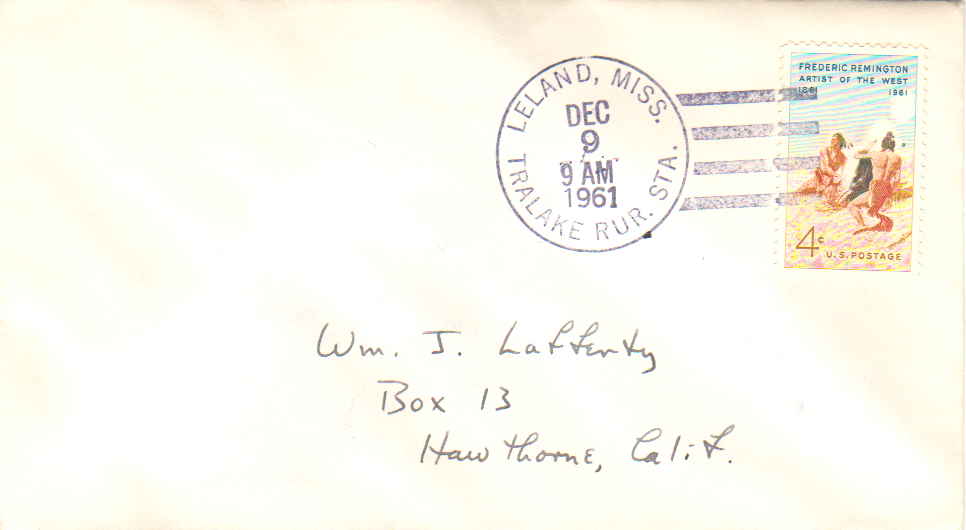 LELAND, MISS.
DEC
9
9 AM
1961
TRALAKE RUR. STA.
FREDERIC REMINGTON
ARTIST OF THE WEST
1861 1961
4c
U.S. POSTAGE
Wm. J. Lafferty
Box 13
Hawthorne, Calif.